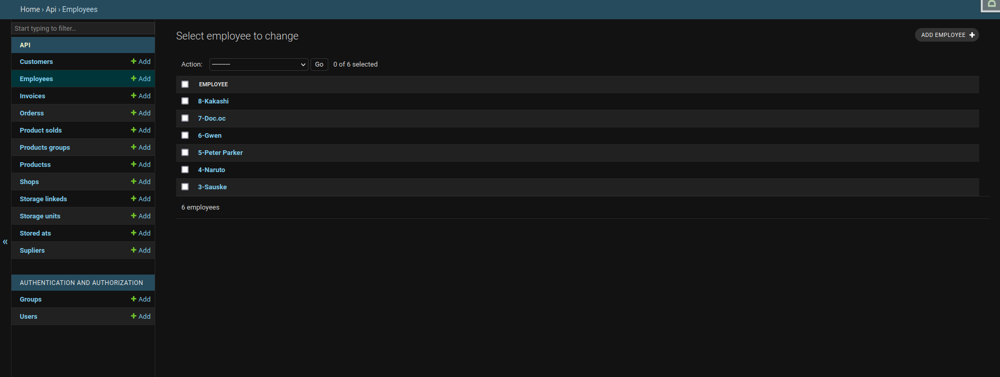 Home › Api › Employees
D
Start typing to filter...
API
Customers + Add
Employees + Add
Invoices + Add
Orderss + Add
Product solds + Add
Products groups + Add
Productss + Add
Shops + Add
Storage linkeds + Add
Storage units + Add
Stored ats + Add
Supliers + Add
AUTHENTICATION AND AUTHORIZATION
Groups + Add
Users + Add
«
Select employee to change
ADD EMPLOYEE +
Action: --------- Go 0 of 6 selected
EMPLOYEE
8-Kakashi
7-Doc.oc
6-Gwen
5-Peter Parker
4-Naruto
3-Sauske
6 employees